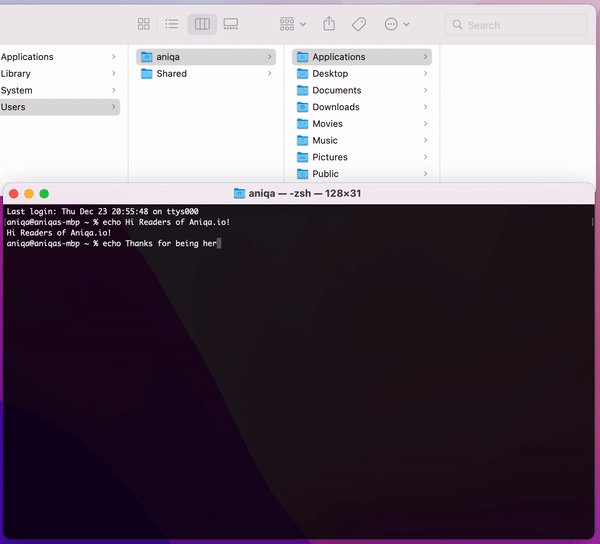 Search
Applications
Library
System
Users
aniqa
Shared
Applications
Desktop
Documents
Downloads
Movies
Music
Pictures
Public
aniqa — -zsh — 128×31
Last login: Thu Dec 23 20:55:48 on ttys000
[aniqa@aniqas-mbp ~ % echo Hi Readers of Aniqa.io! ]
Hi Readers of Aniqa.io!
aniqa@aniqas-mbp ~ % echo Thanks for being her